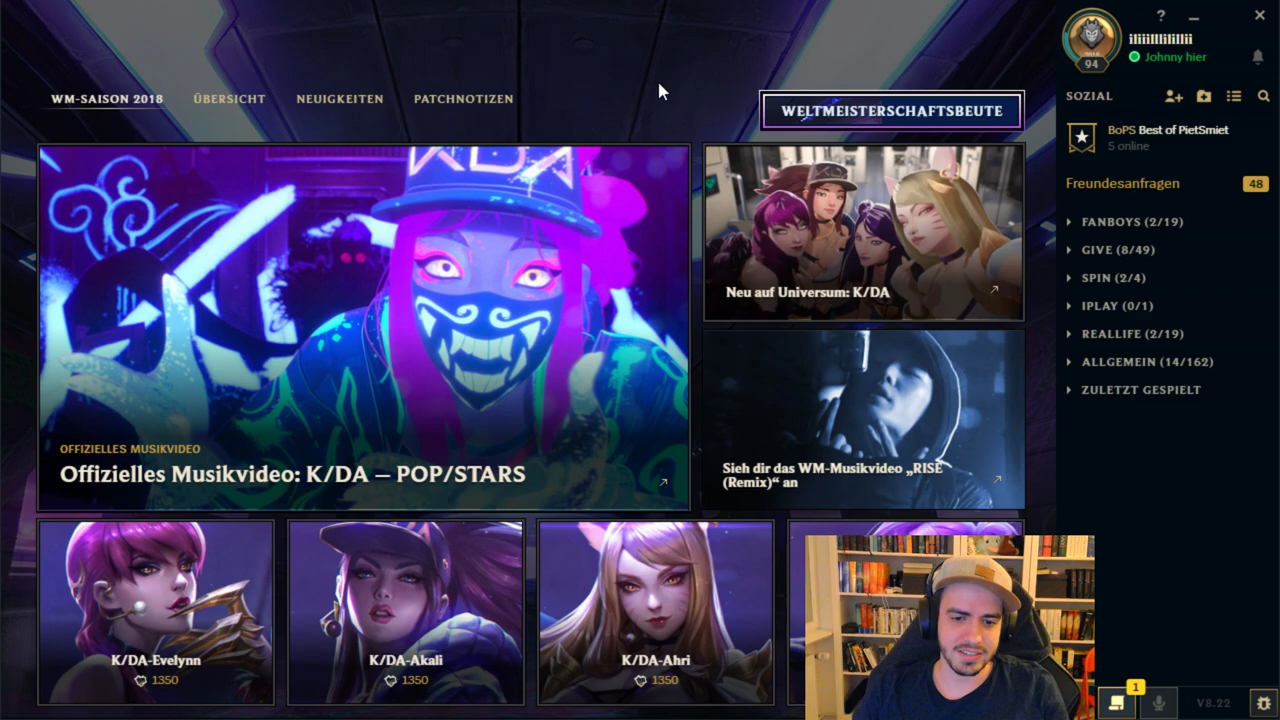 ?
iliiIllilillii
94
Johnny hier
WM-SAISON 2018
ÜBERSICHT
NEUIGKEITEN
PATCHNOTIZEN
WELTMEISTERSCHAFTSBEUTE
SOZIAL
BoPS Best of PietSmiet
5 online
Freundesanfragen
48
FANBOYS (2/19)
GIVE (8/49)
SPIN (2/4)
IPLAY (0/1)
REALLIFE (2/19)
ALLGEMEIN (14/162)
ZULETZT GESPIELT
KDA
OFFIZIELLES MUSIKVIDEO
Offizielles Musikvideo: K/DA – POP/STARS
Neu auf Universum: K/DA
Sieh dir das WM-Musikvideo „RISE
(Remix)“ an
K/DA-Evelynn
1350
K/DA-Akali
1350
K/DA-Ahri
1350
1
V8.22